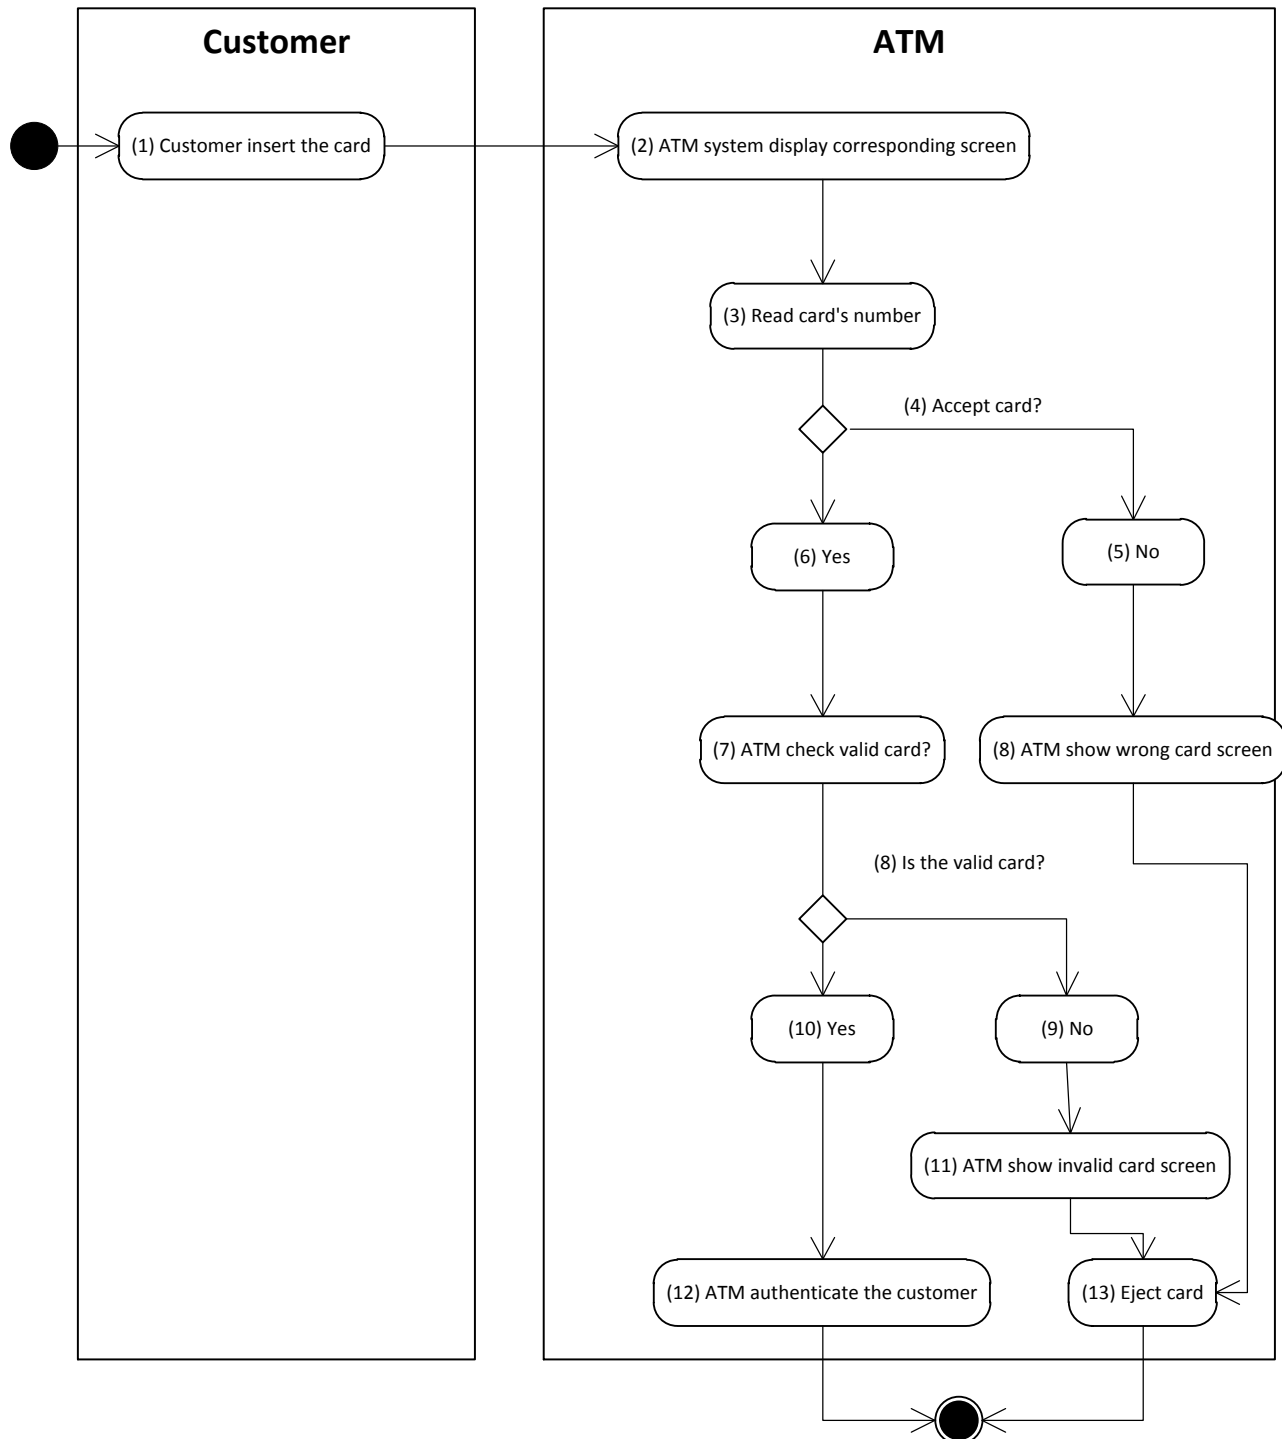 Customer
ATM
(1) Customer insert the card
(2) ATM system display corresponding screen
(3) Read card's number
(4) Accept card?
(6) Yes
(5) No
(7) ATM check valid card?
(8) ATM show wrong card screen
(8) Is the valid card?
(10) Yes
(9) No
(11) ATM show invalid card screen
(12) ATM authenticate the customer
(13) Eject card